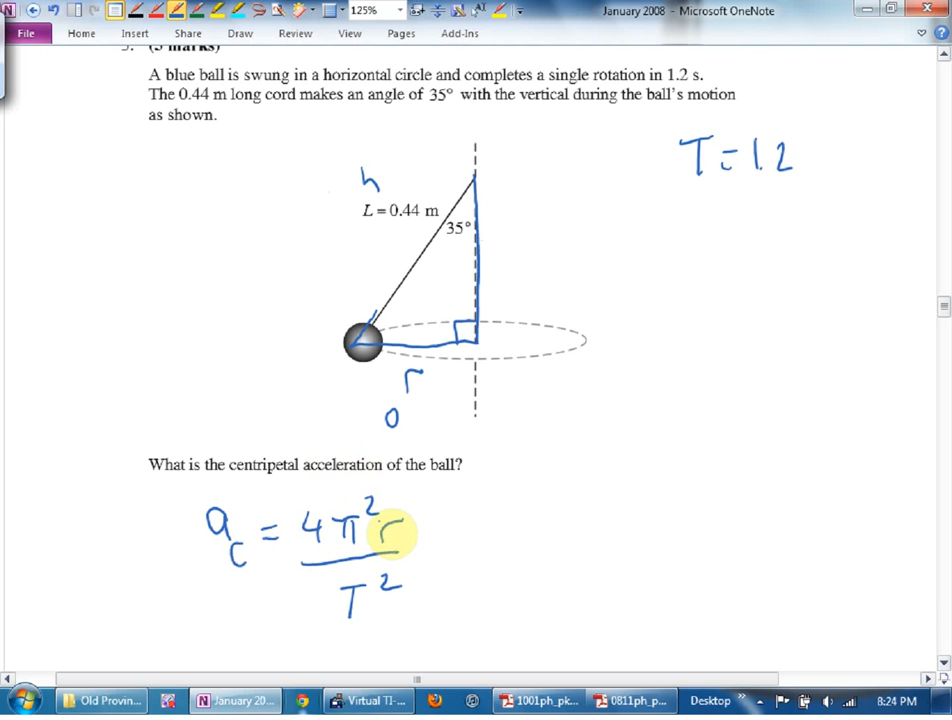 125%
January 2008 - Microsoft OneNote
File Home Insert Draw Review View Pages Add-Ins
A blue ball is swung in a horizontal circle and completes a single rotation in 1.2 s.
The 0.44 m long cord makes an angle of 35° with the vertical during the ball's motion
as shown.
T = 1.2
h
L = 0.44 m
35°
r
o
What is the centripetal acceleration of the ball?
a_c = 4π²r
T²
Old Provin... January 20... Virtual TI-... 1001ph_pk... 0811ph_m... Desktop 8:24 PM